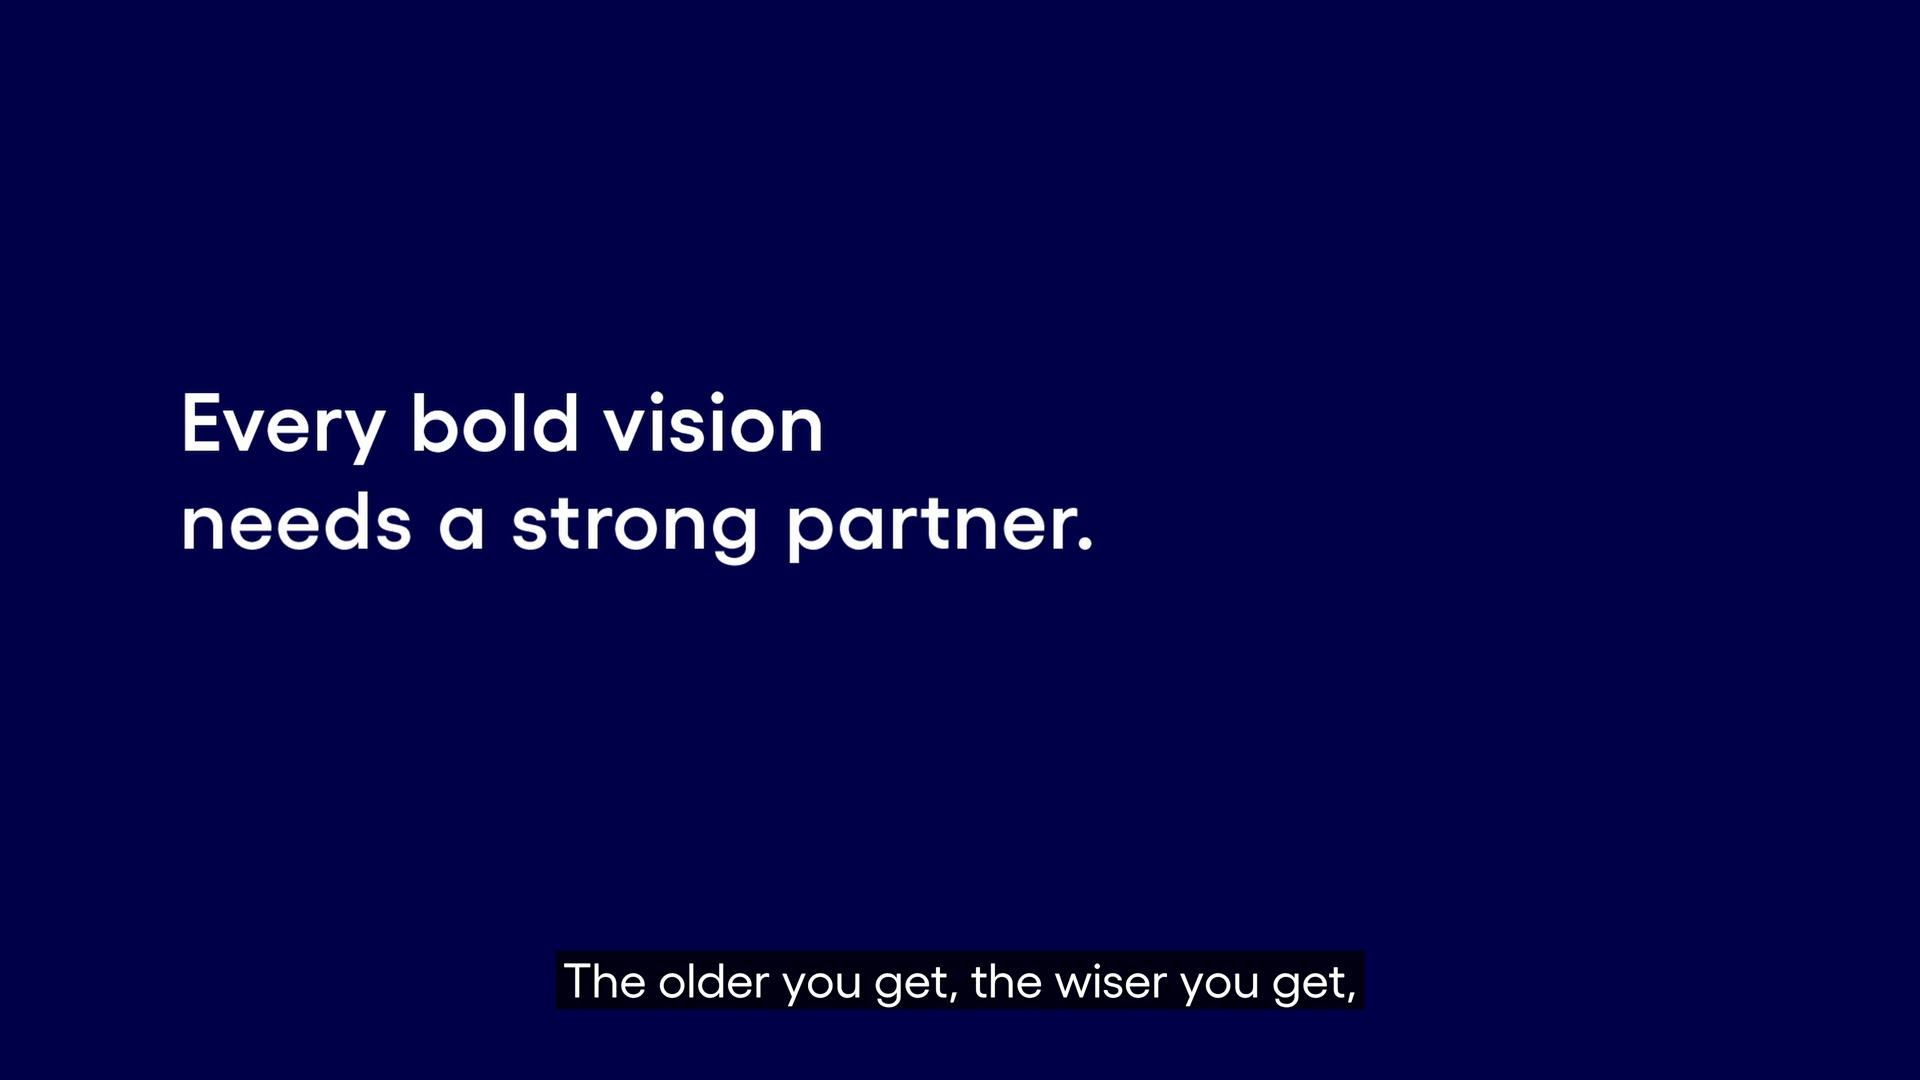 Every bold vision
needs a strong partner.
The older you get, the wiser you get,